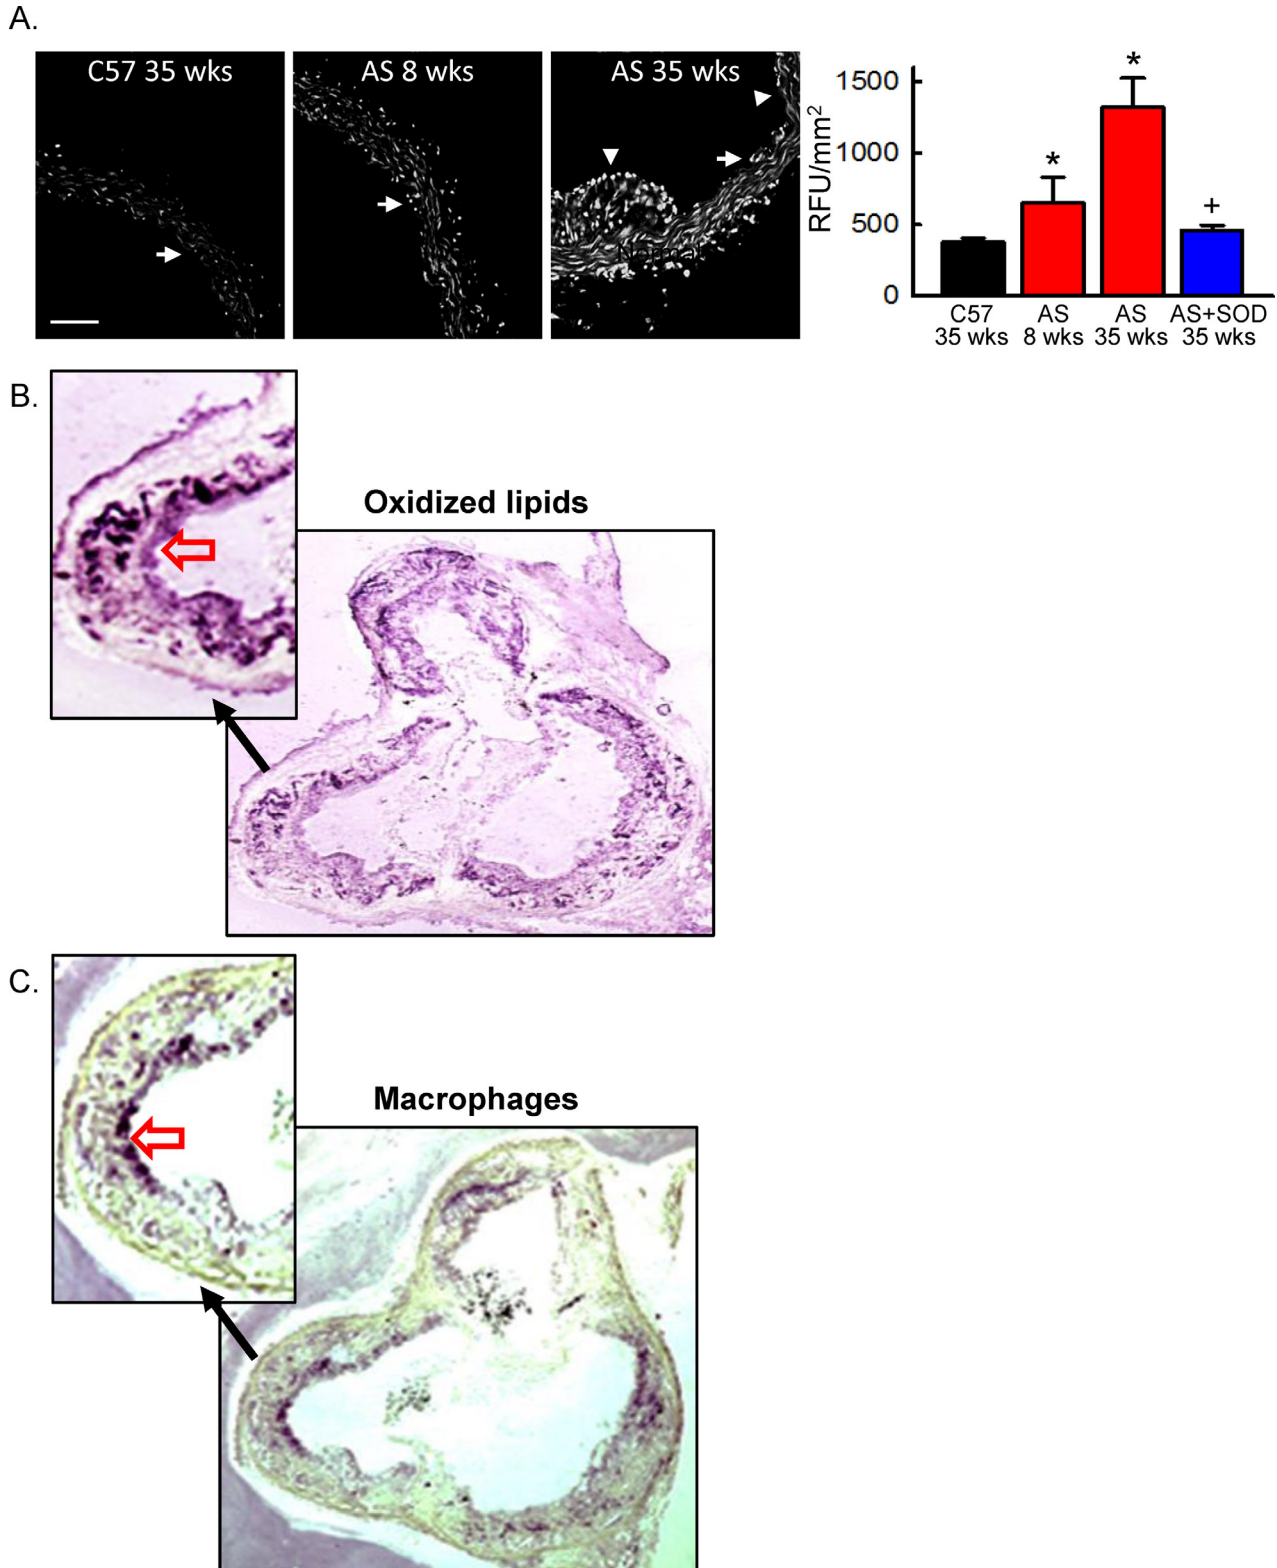 A.
C57 35 wks
AS 8 wks
AS 35 wks
RFU/mm²
1500
1000
500
0
*
*
+
C57
35 wks
AS
8 wks
AS
35 wks
AS+SOD
35 wks
B.
Oxidized lipids
C.
Macrophages